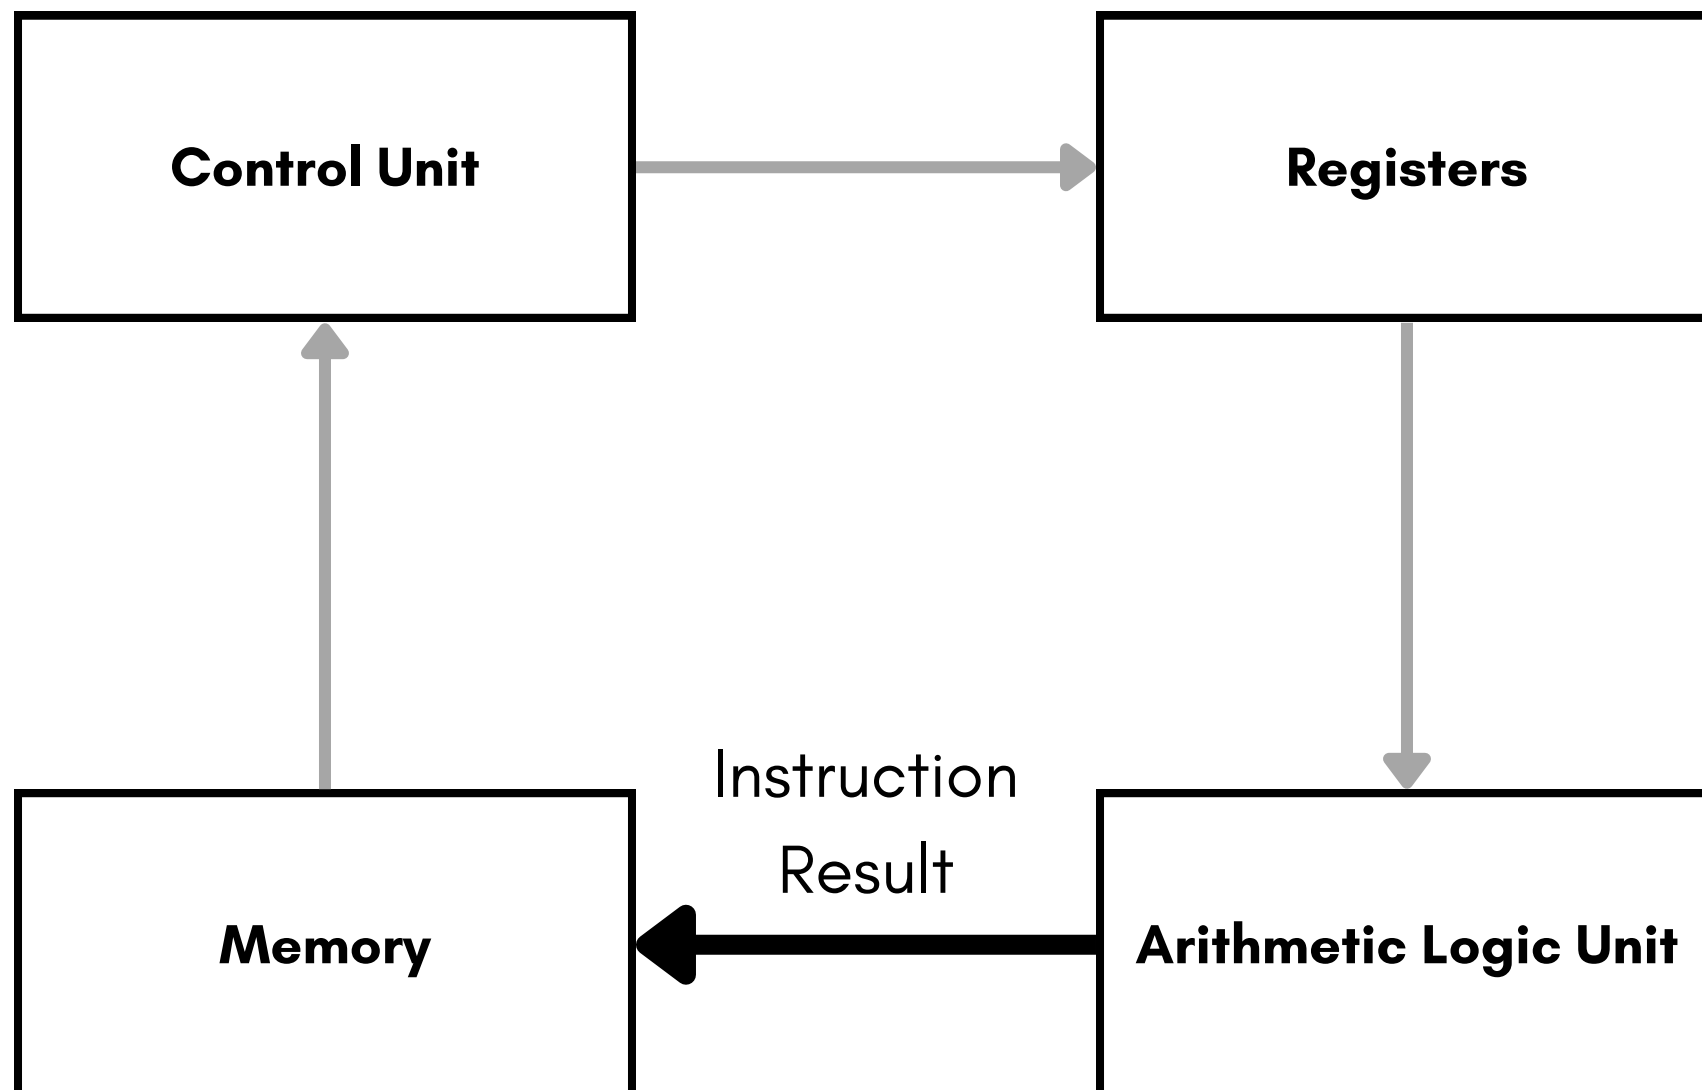 Control Unit
Registers
Instruction
Result
Memory
Arithmetic Logic Unit